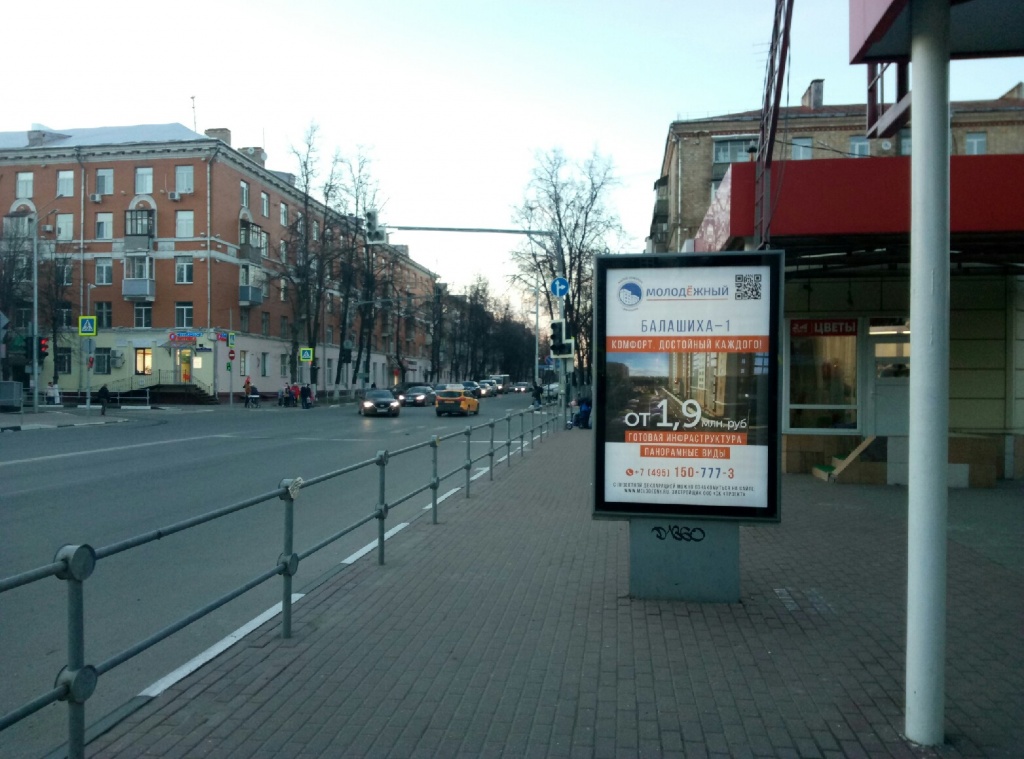 МОЛОДЁЖНЫЙ
БАЛАШИХА-1
КОМФОРТ, ДОСТОЙНЫЙ КАЖДОГО!
от 1,9 млн. руб
ГОТОВАЯ ИНФРАСТРУКТУРА
ПАНОРАМНЫЕ ВИДЫ
+7 (495) 150-777-3
ЦВЕТЫ